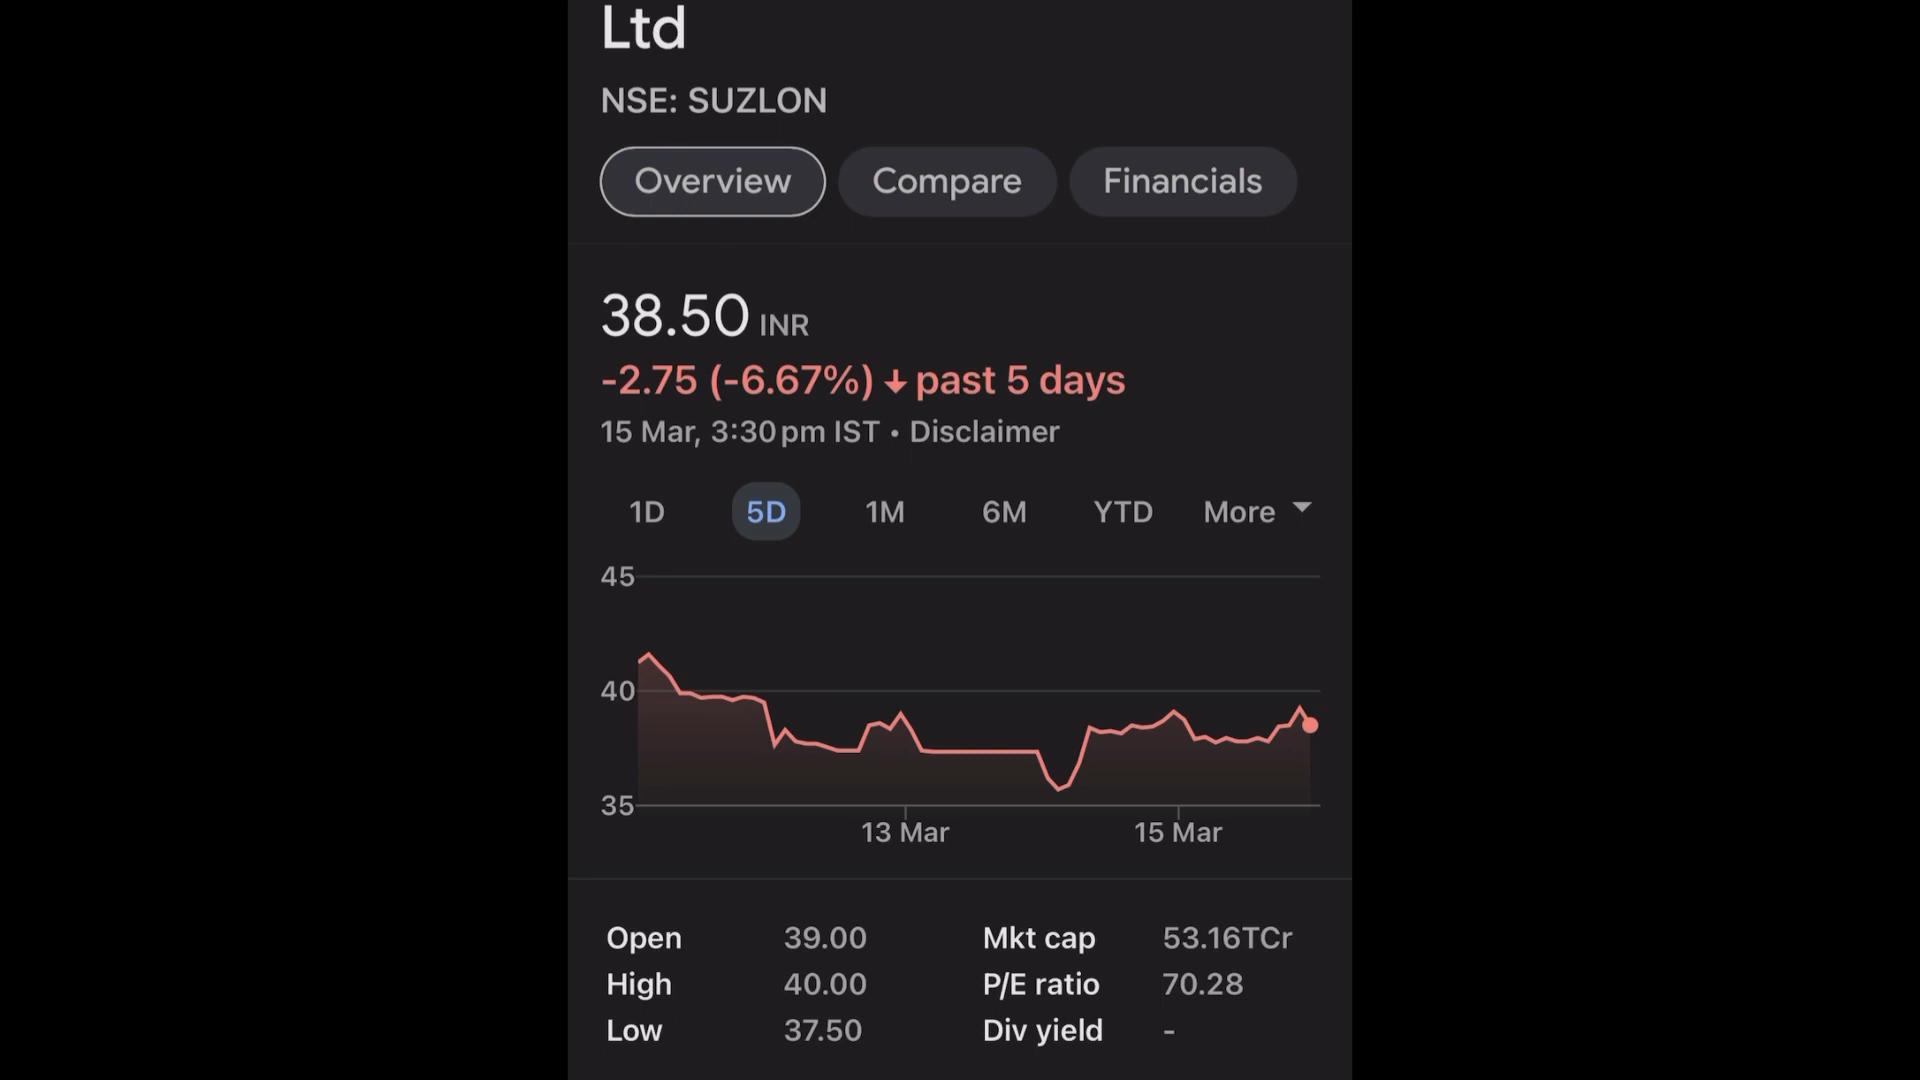 Ltd
NSE: SUZLON
Overview Compare Financials
38.50 INR
-2.75 (-6.67%) ↓ past 5 days
15 Mar, 3:30 pm IST • Disclaimer
1D 5D 1M 6M YTD More
45
40
35
13 Mar 15 Mar
Open 39.00 Mkt cap 53.16TCr
High 40.00 P/E ratio 70.28
Low 37.50 Div yield -